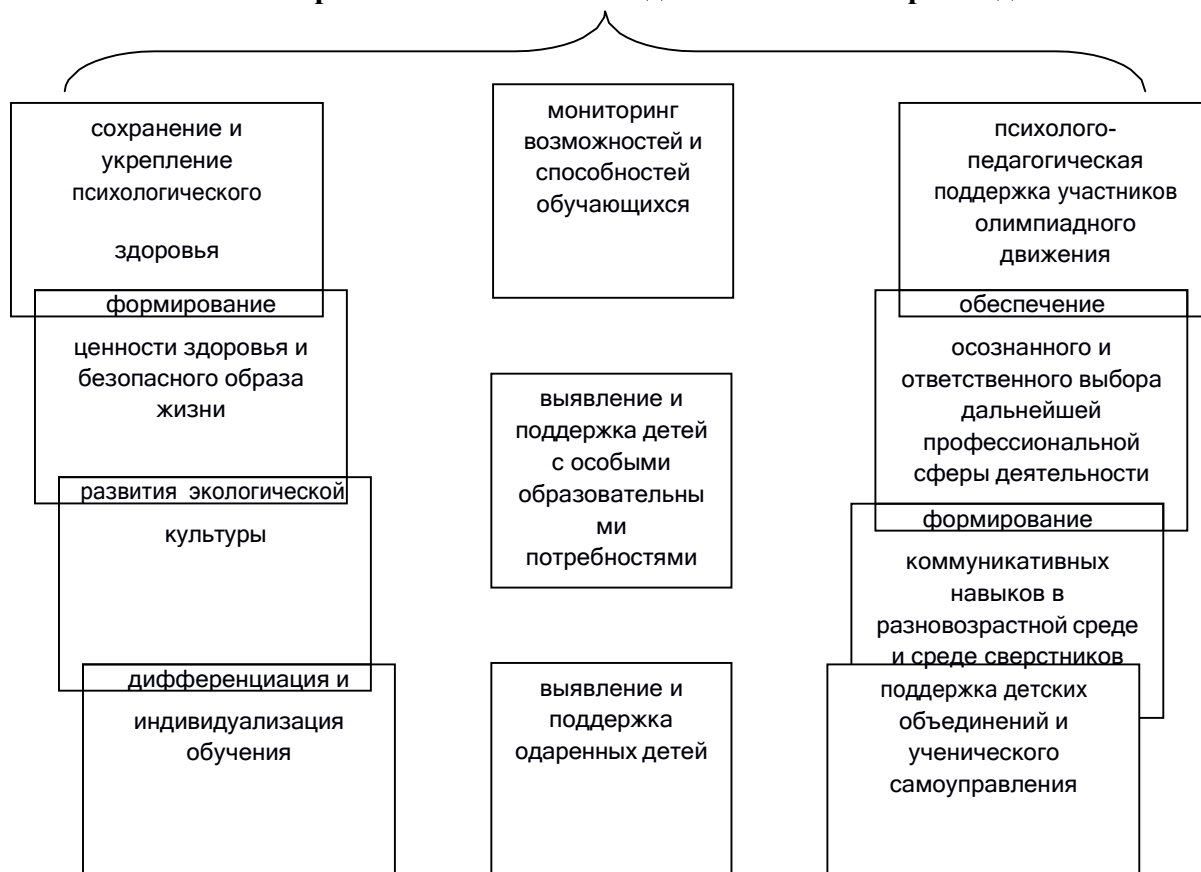 сохранение и
укрепление
психологического
здоровья
формирование
ценности здоровья и
безопасного образа
жизни
развития экологической
культуры
дифференциация и
индивидуализация
обучения
мониторинг
возможностей и
способностей
обучающихся
выявление и
поддержка детей
с особыми
образовательны
ми
потребностями
выявление и
поддержка
одаренных детей
психолого-
педагогическая
поддержка участников
олимпиадного
движения
обеспечение
осознанного и
ответственного выбора
дальнейшей
профессиональной
сферы деятельности
формирование
коммуникативных
навыков в
разновозрастной среде
и среде сверстников
поддержка детских
объединений и
ученического
самоуправления